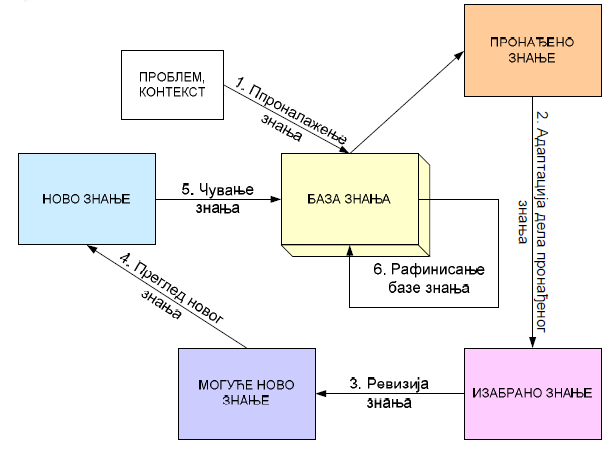 ПРОБЛЕМ,
КОНТЕКСТ
1. Ппроналажење
знања
ПРОНАЂЕНО
ЗНАЊЕ
2. Адаптација дела пронађеног
знања
НОВО ЗНАЊЕ
5. Чување
знања
БАЗА ЗНАЊА
6. Рафинисање
базе знања
4. Преглед новог
знања
МОГУЋЕ НОВО
ЗНАЊЕ
3. Ревизија
знања
ИЗАБРАНО ЗНАЊЕ